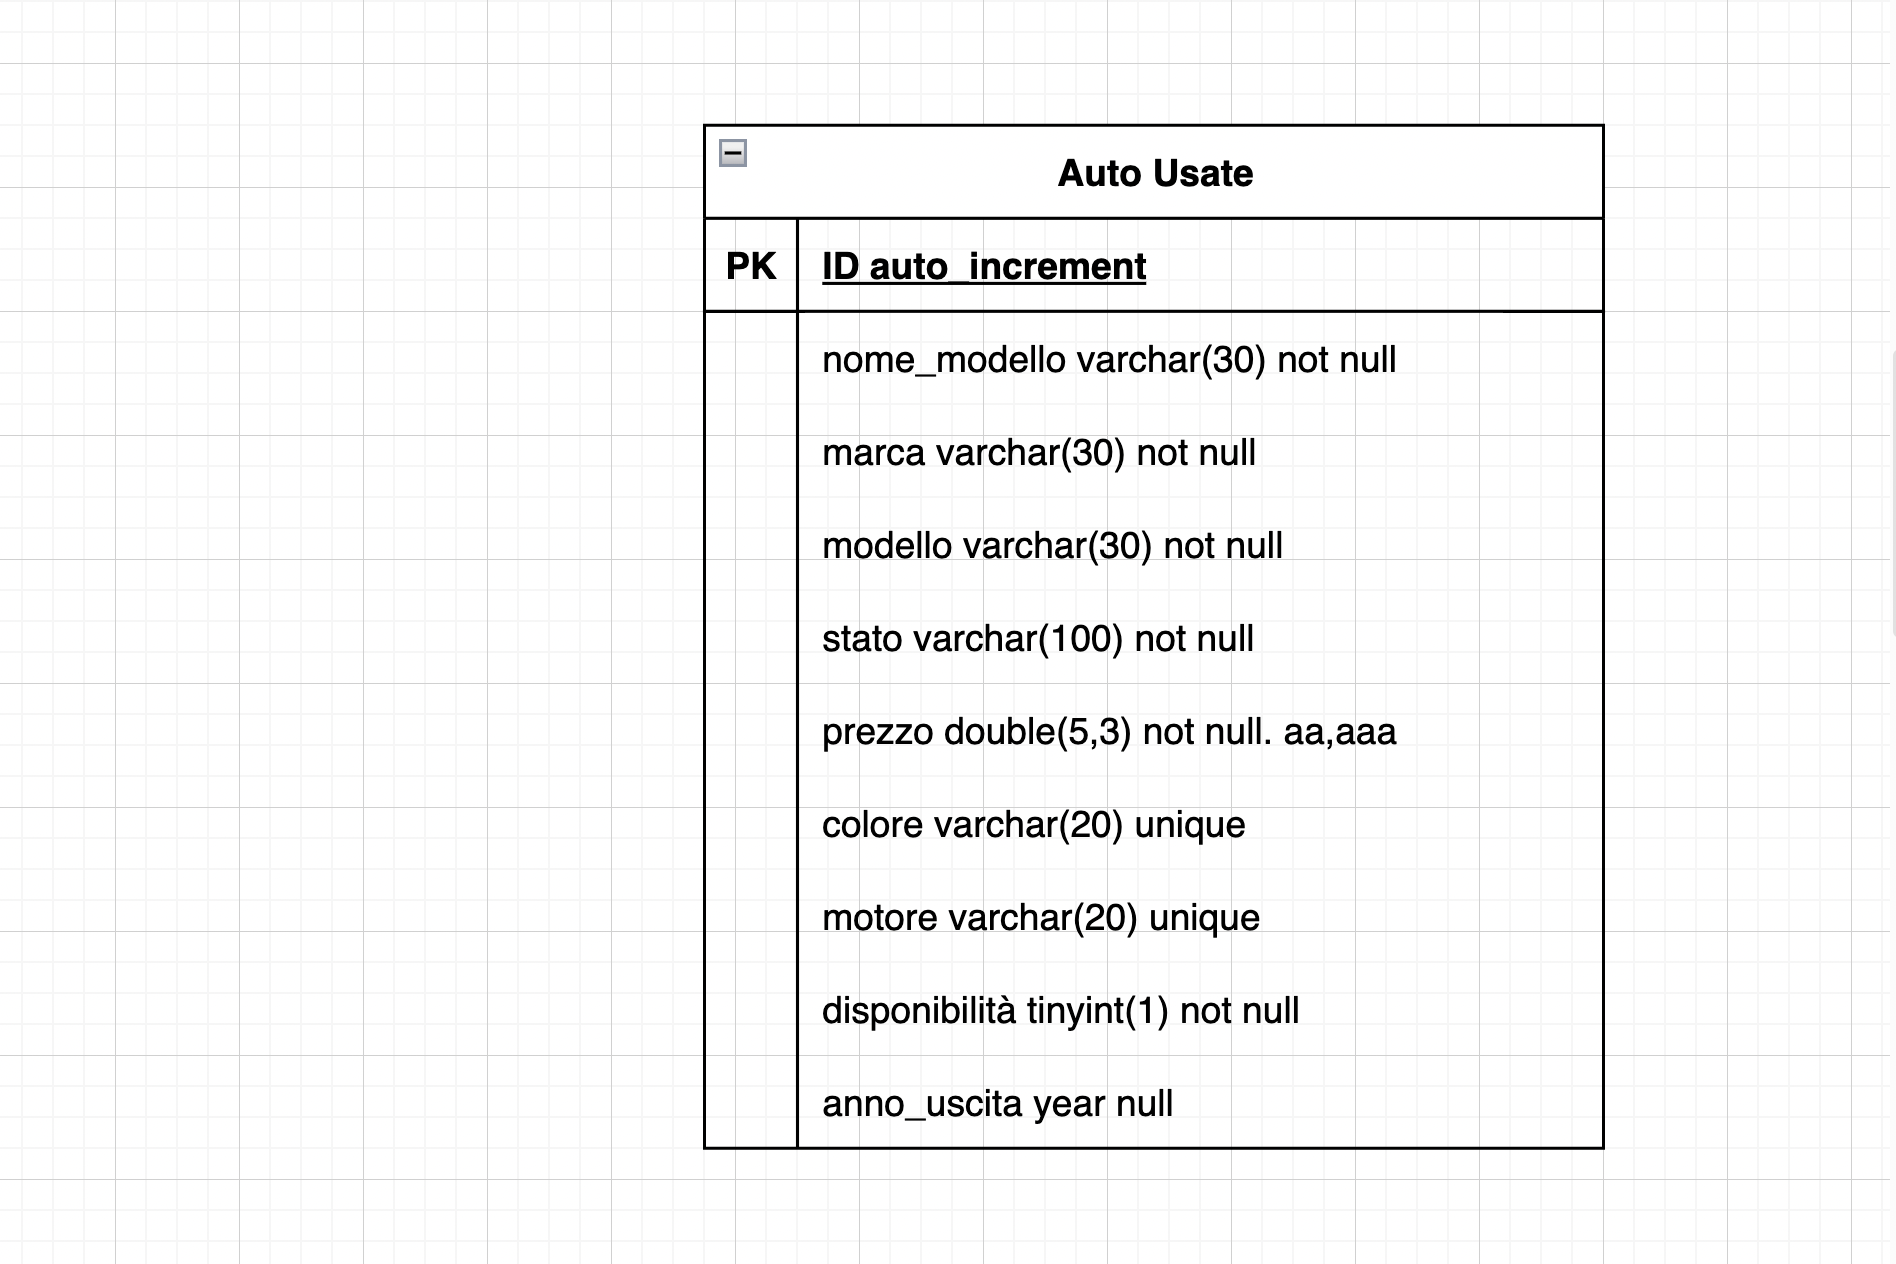 Auto Usate
PK ID auto_increment
nome_modello varchar(30) not null
marca varchar(30) not null
modello varchar(30) not null
stato varchar(100) not null
prezzo double(5,3) not null. aa,aaa
colore varchar(20) unique
motore varchar(20) unique
disponibilità tinyint(1) not null
anno_uscita year null